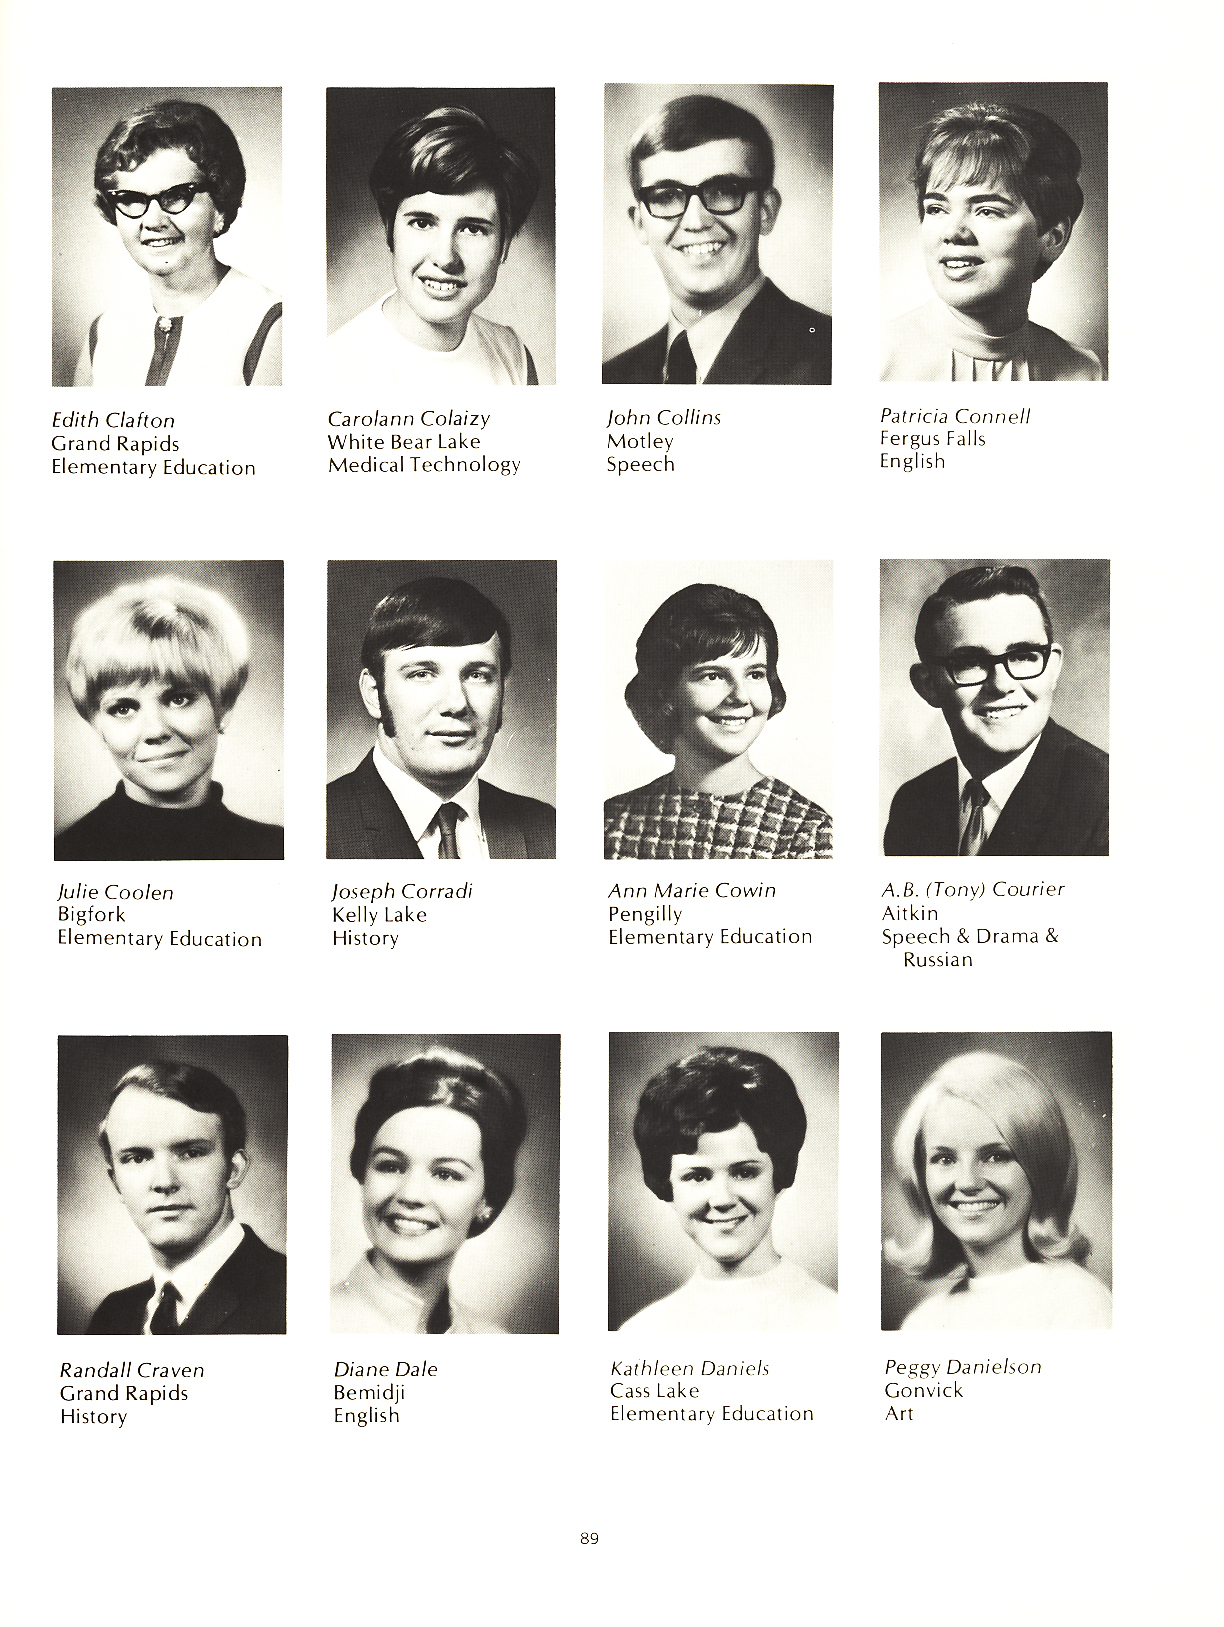 Edith Clafton
Grand Rapids
Elementary Education
Carolann Colaizy
White Bear Lake
Medical Technology
John Collins
Motley
Speech
Patricia Connell
Fergus Falls
English
Julie Coolen
Bigfork
Elementary Education
Joseph Corradi
Kelly Lake
History
Ann Marie Cowin
Pengilly
Elementary Education
A.B. (Tony) Courier
Aitkin
Speech & Drama &
Russian
Randall Craven
Grand Rapids
History
Diane Dale
Bemidji
English
Kathleen Daniels
Cass Lake
Elementary Education
Peggy Danielson
Gonvick
Art
89